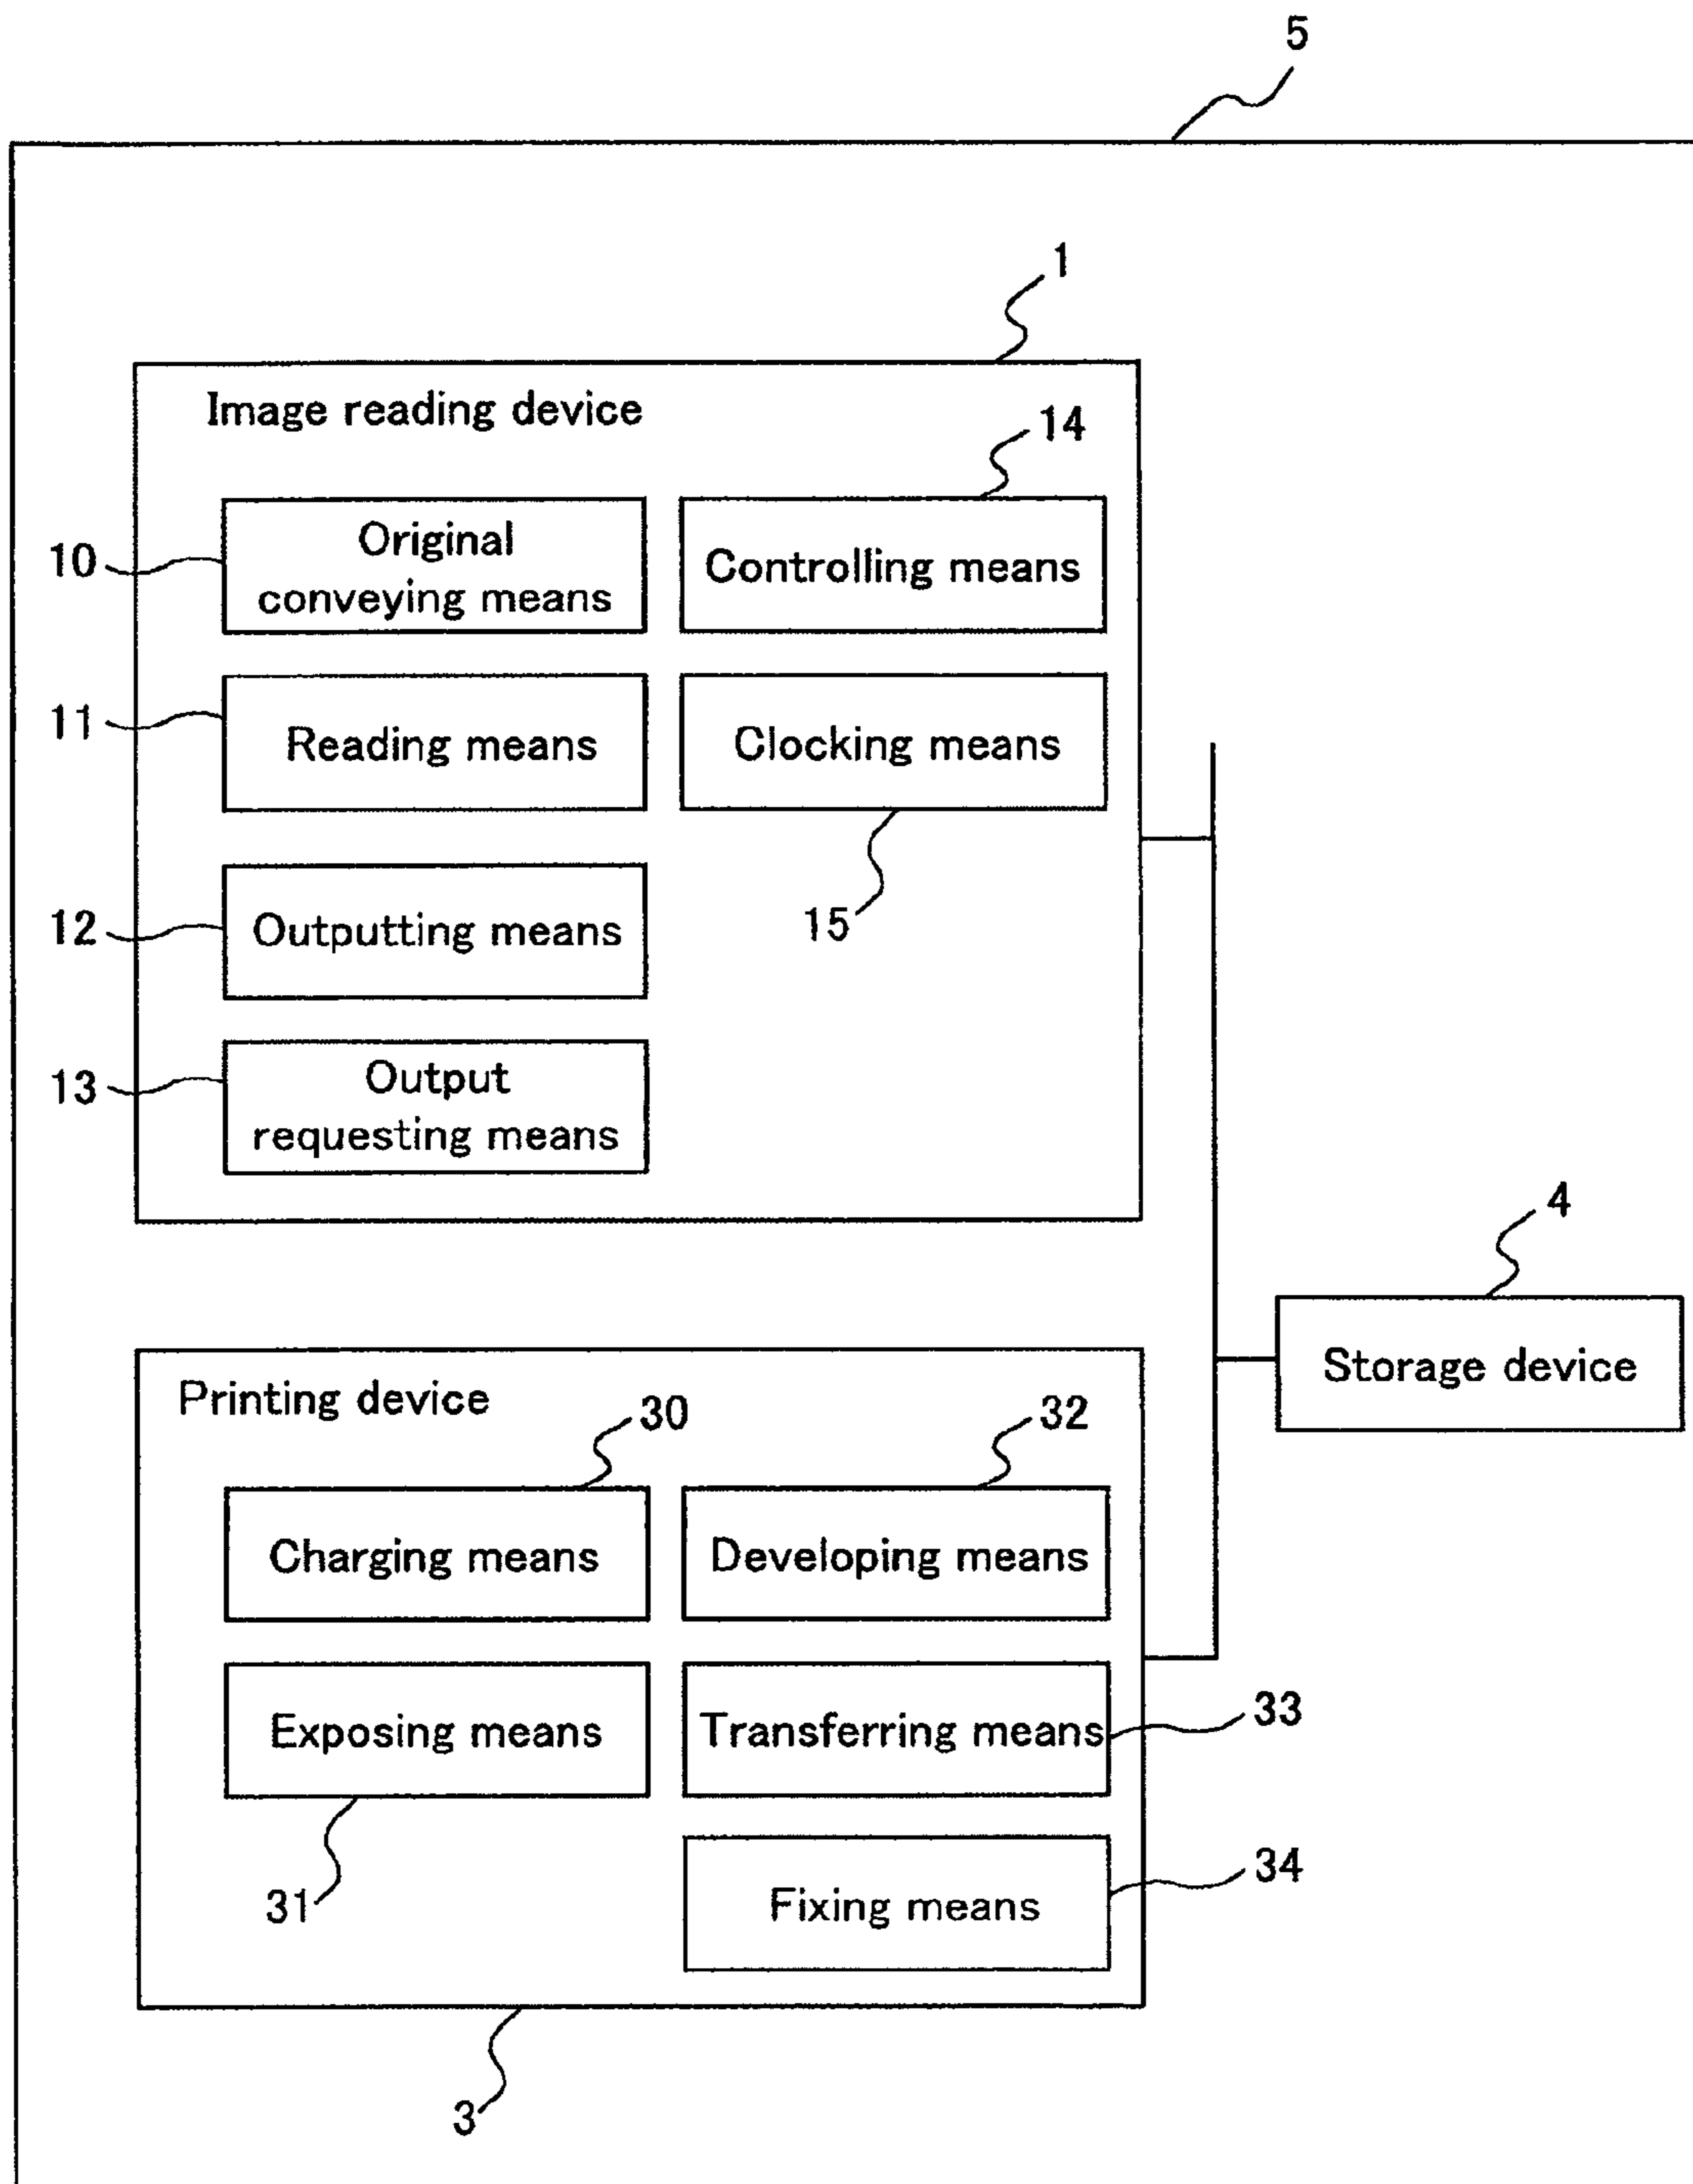 5
1
Image reading device
14
10
Original
conveying means
Controlling means
11
Reading means
Clocking means
12
Outputting means
15
13
Output
requesting means
4
Storage device
Printing device
30
32
Charging means
Developing means
Exposing means
Transferring means
33
31
Fixing means
34
3